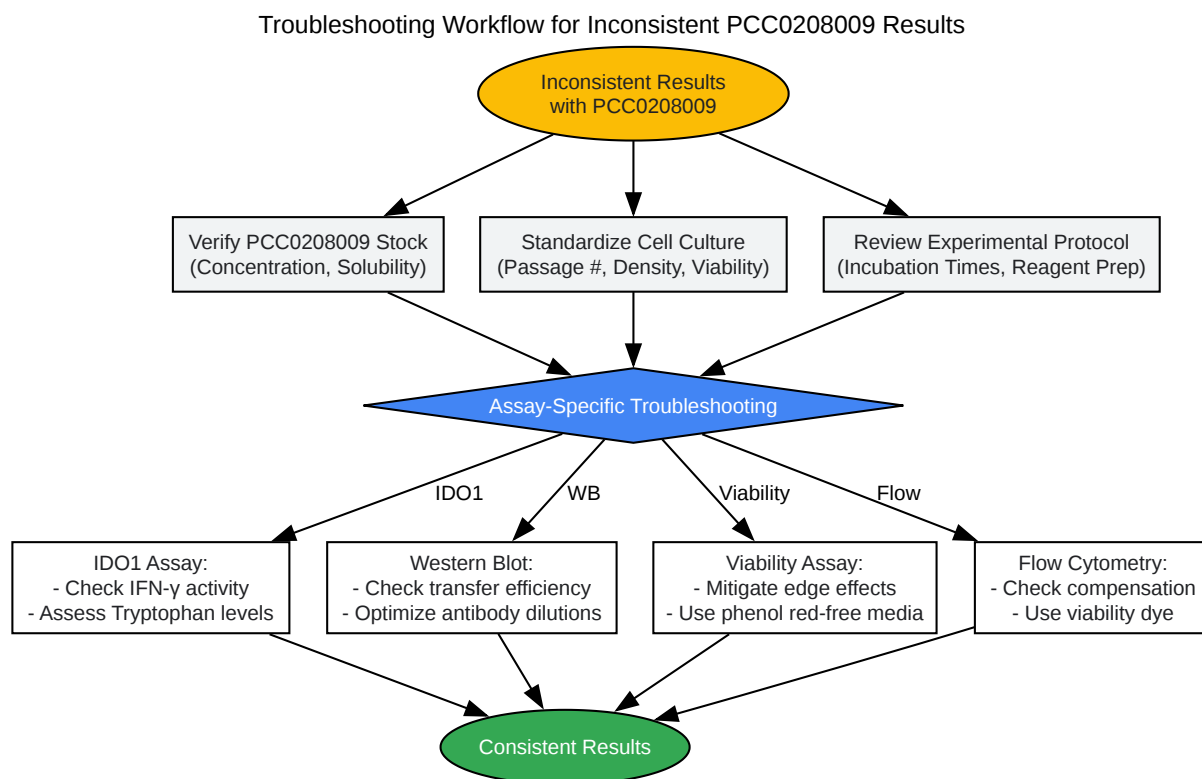 Troubleshooting Workflow for Inconsistent PCC0208009 Results
Inconsistent Results
with PCC0208009
Verify PCC0208009 Stock
(Concentration, Solubility)
Standardize Cell Culture
(Passage #, Density, Viability)
Review Experimental Protocol
(Incubation Times, Reagent Prep)
Assay-Specific Troubleshooting
IDO1
WB
Viability
Flow
IDO1 Assay:
- Check IFN-γ activity
- Assess Tryptophan levels
Western Blot:
- Check transfer efficiency
- Optimize antibody dilutions
Viability Assay:
- Mitigate edge effects
- Use phenol red-free media
Flow Cytometry:
- Check compensation
- Use viability dye
Consistent Results